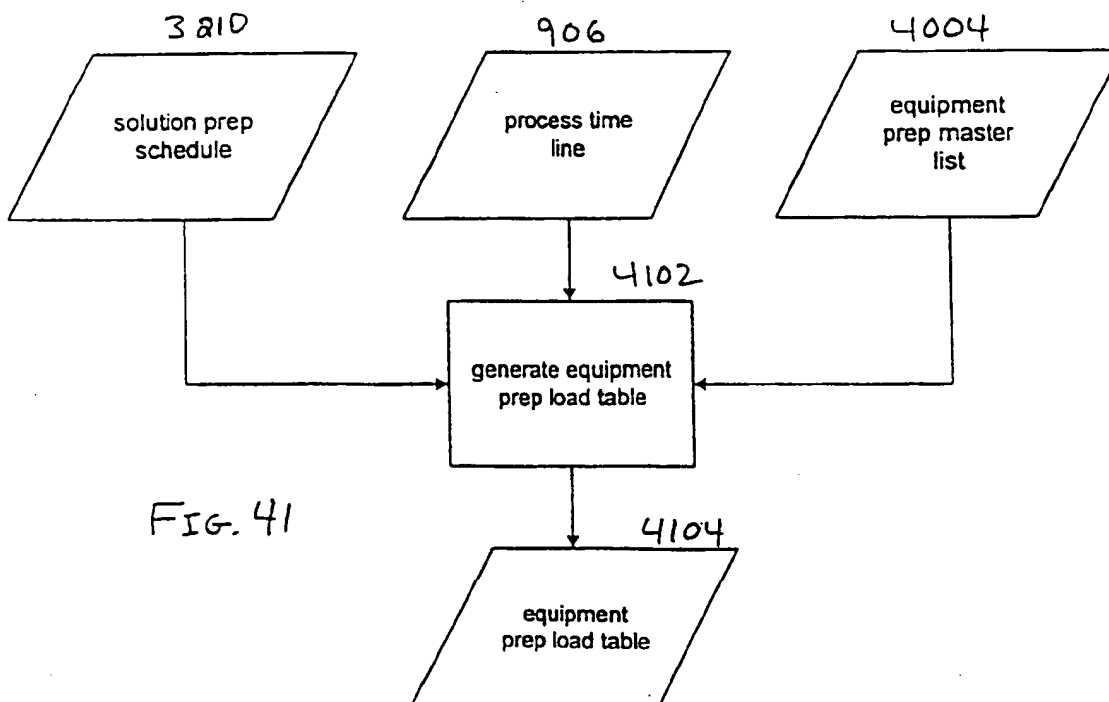 3210
906
4004
solution prep
schedule
process time
line
equipment
prep master
list
4102
generate equipment
prep load table
FIG. 41
4104
equipment
prep load table